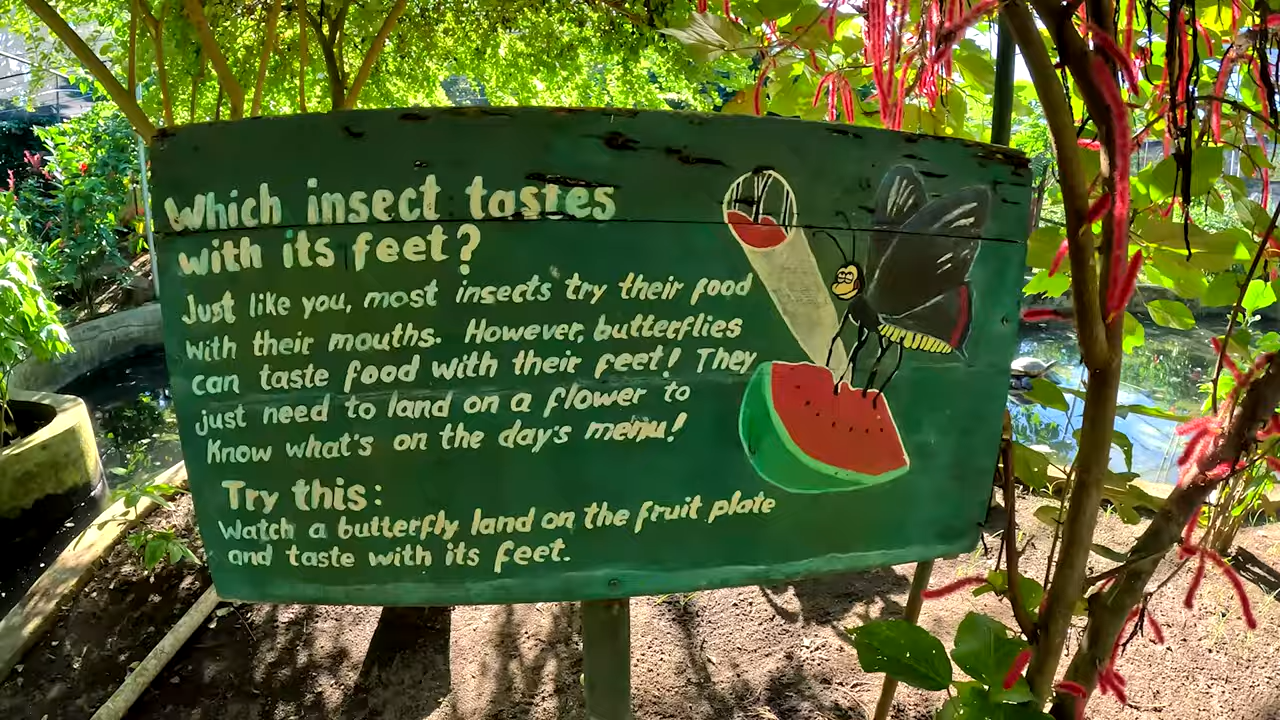 Which insect tastes
with its feet?
Just like you, most insects try their food
with their mouths. However, butterflies
can taste food with their feet! They
just need to land on a flower to
Know what's on the day's menu!
Try this:
Watch a butterfly land on the fruit plate
and taste with its feet.